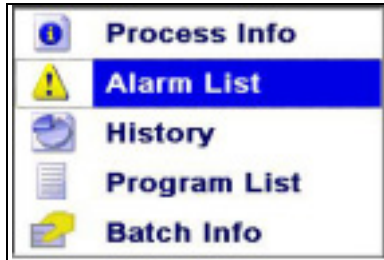 Process Info
Alarm List
History
Program List
Batch Info